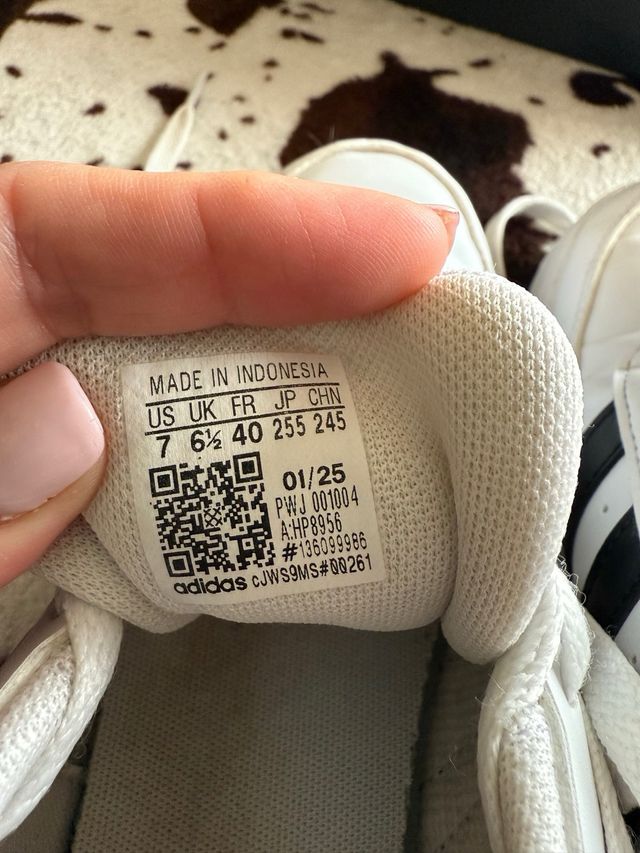 MADE IN INDONESIA
US UK FR JP CHN
7 6½ 40 255 245
01/25
PWJ 001004
A:HP8956
#136099986
adidas cJWS9MS#00261